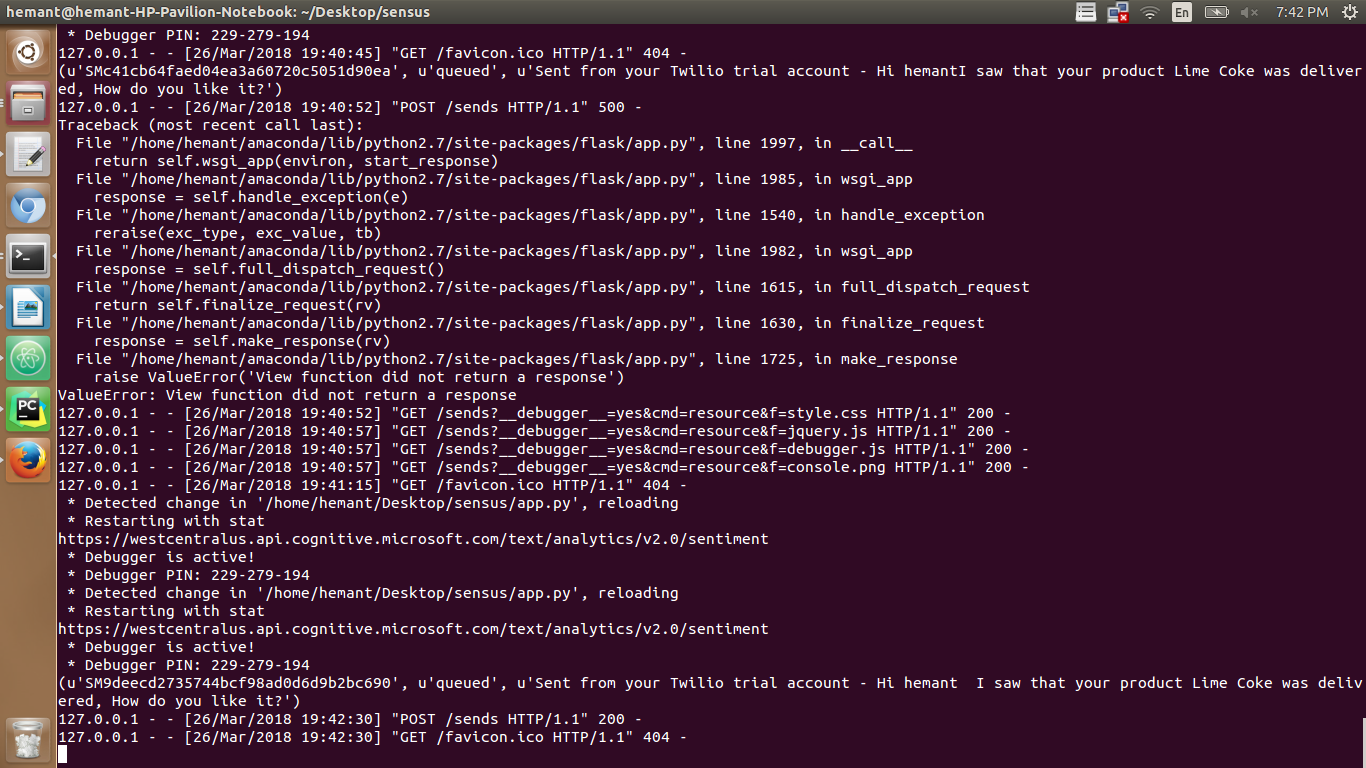 hemant@hemant-HP-Pavilion-Notebook: ~/Desktop/sensus
En
7:42 PM
 * Debugger PIN: 229-279-194
127.0.0.1 - - [26/Mar/2018 19:40:45] "GET /favicon.ico HTTP/1.1" 404 -
(u'SMc41cb64faed04ea3a60720c5051d90ea', u'queued', u'Sent from your Twilio trial account - Hi hemantI saw that your product Lime Coke was deliver
ed, How do you like it?')
127.0.0.1 - - [26/Mar/2018 19:40:52] "POST /sends HTTP/1.1" 500 -
Traceback (most recent call last):
  File "/home/hemant/amaconda/lib/python2.7/site-packages/flask/app.py", line 1997, in __call__
    return self.wsgi_app(environ, start_response)
  File "/home/hemant/amaconda/lib/python2.7/site-packages/flask/app.py", line 1985, in wsgi_app
    response = self.handle_exception(e)
  File "/home/hemant/amaconda/lib/python2.7/site-packages/flask/app.py", line 1540, in handle_exception
    reraise(exc_type, exc_value, tb)
  File "/home/hemant/amaconda/lib/python2.7/site-packages/flask/app.py", line 1982, in wsgi_app
    response = self.full_dispatch_request()
  File "/home/hemant/amaconda/lib/python2.7/site-packages/flask/app.py", line 1615, in full_dispatch_request
    return self.finalize_request(rv)
  File "/home/hemant/amaconda/lib/python2.7/site-packages/flask/app.py", line 1630, in finalize_request
    response = self.make_response(rv)
  File "/home/hemant/amaconda/lib/python2.7/site-packages/flask/app.py", line 1725, in make_response
    raise ValueError('View function did not return a response')
ValueError: View function did not return a response
127.0.0.1 - - [26/Mar/2018 19:40:52] "GET /sends?__debugger__=yes&cmd=resource&f=style.css HTTP/1.1" 200 -
127.0.0.1 - - [26/Mar/2018 19:40:57] "GET /sends?__debugger__=yes&cmd=resource&f=jquery.js HTTP/1.1" 200 -
127.0.0.1 - - [26/Mar/2018 19:40:57] "GET /sends?__debugger__=yes&cmd=resource&f=debugger.js HTTP/1.1" 200 -
127.0.0.1 - - [26/Mar/2018 19:40:57] "GET /sends?__debugger__=yes&cmd=resource&f=console.png HTTP/1.1" 200 -
127.0.0.1 - - [26/Mar/2018 19:41:15] "GET /favicon.ico HTTP/1.1" 404 -
 * Detected change in '/home/hemant/Desktop/sensus/app.py', reloading
 * Restarting with stat
https://westcentralus.api.cognitive.microsoft.com/text/analytics/v2.0/sentiment
 * Debugger is active!
 * Debugger PIN: 229-279-194
 * Detected change in '/home/hemant/Desktop/sensus/app.py', reloading
 * Restarting with stat
https://westcentralus.api.cognitive.microsoft.com/text/analytics/v2.0/sentiment
 * Debugger is active!
 * Debugger PIN: 229-279-194
(u'SM9deecd2735744bcf98ad0d6d9b2bc690', u'queued', u'Sent from your Twilio trial account - Hi hemant  I saw that your product Lime Coke was deliv
ered, How do you like it?')
127.0.0.1 - - [26/Mar/2018 19:42:30] "POST /sends HTTP/1.1" 200 -
127.0.0.1 - - [26/Mar/2018 19:42:30] "GET /favicon.ico HTTP/1.1" 404 -
PC